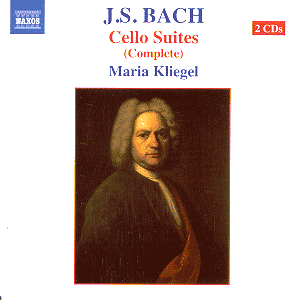 NAXOS
J.S. BACH
2 CDs
Cello Suites
(Complete)
Maria Kliegel